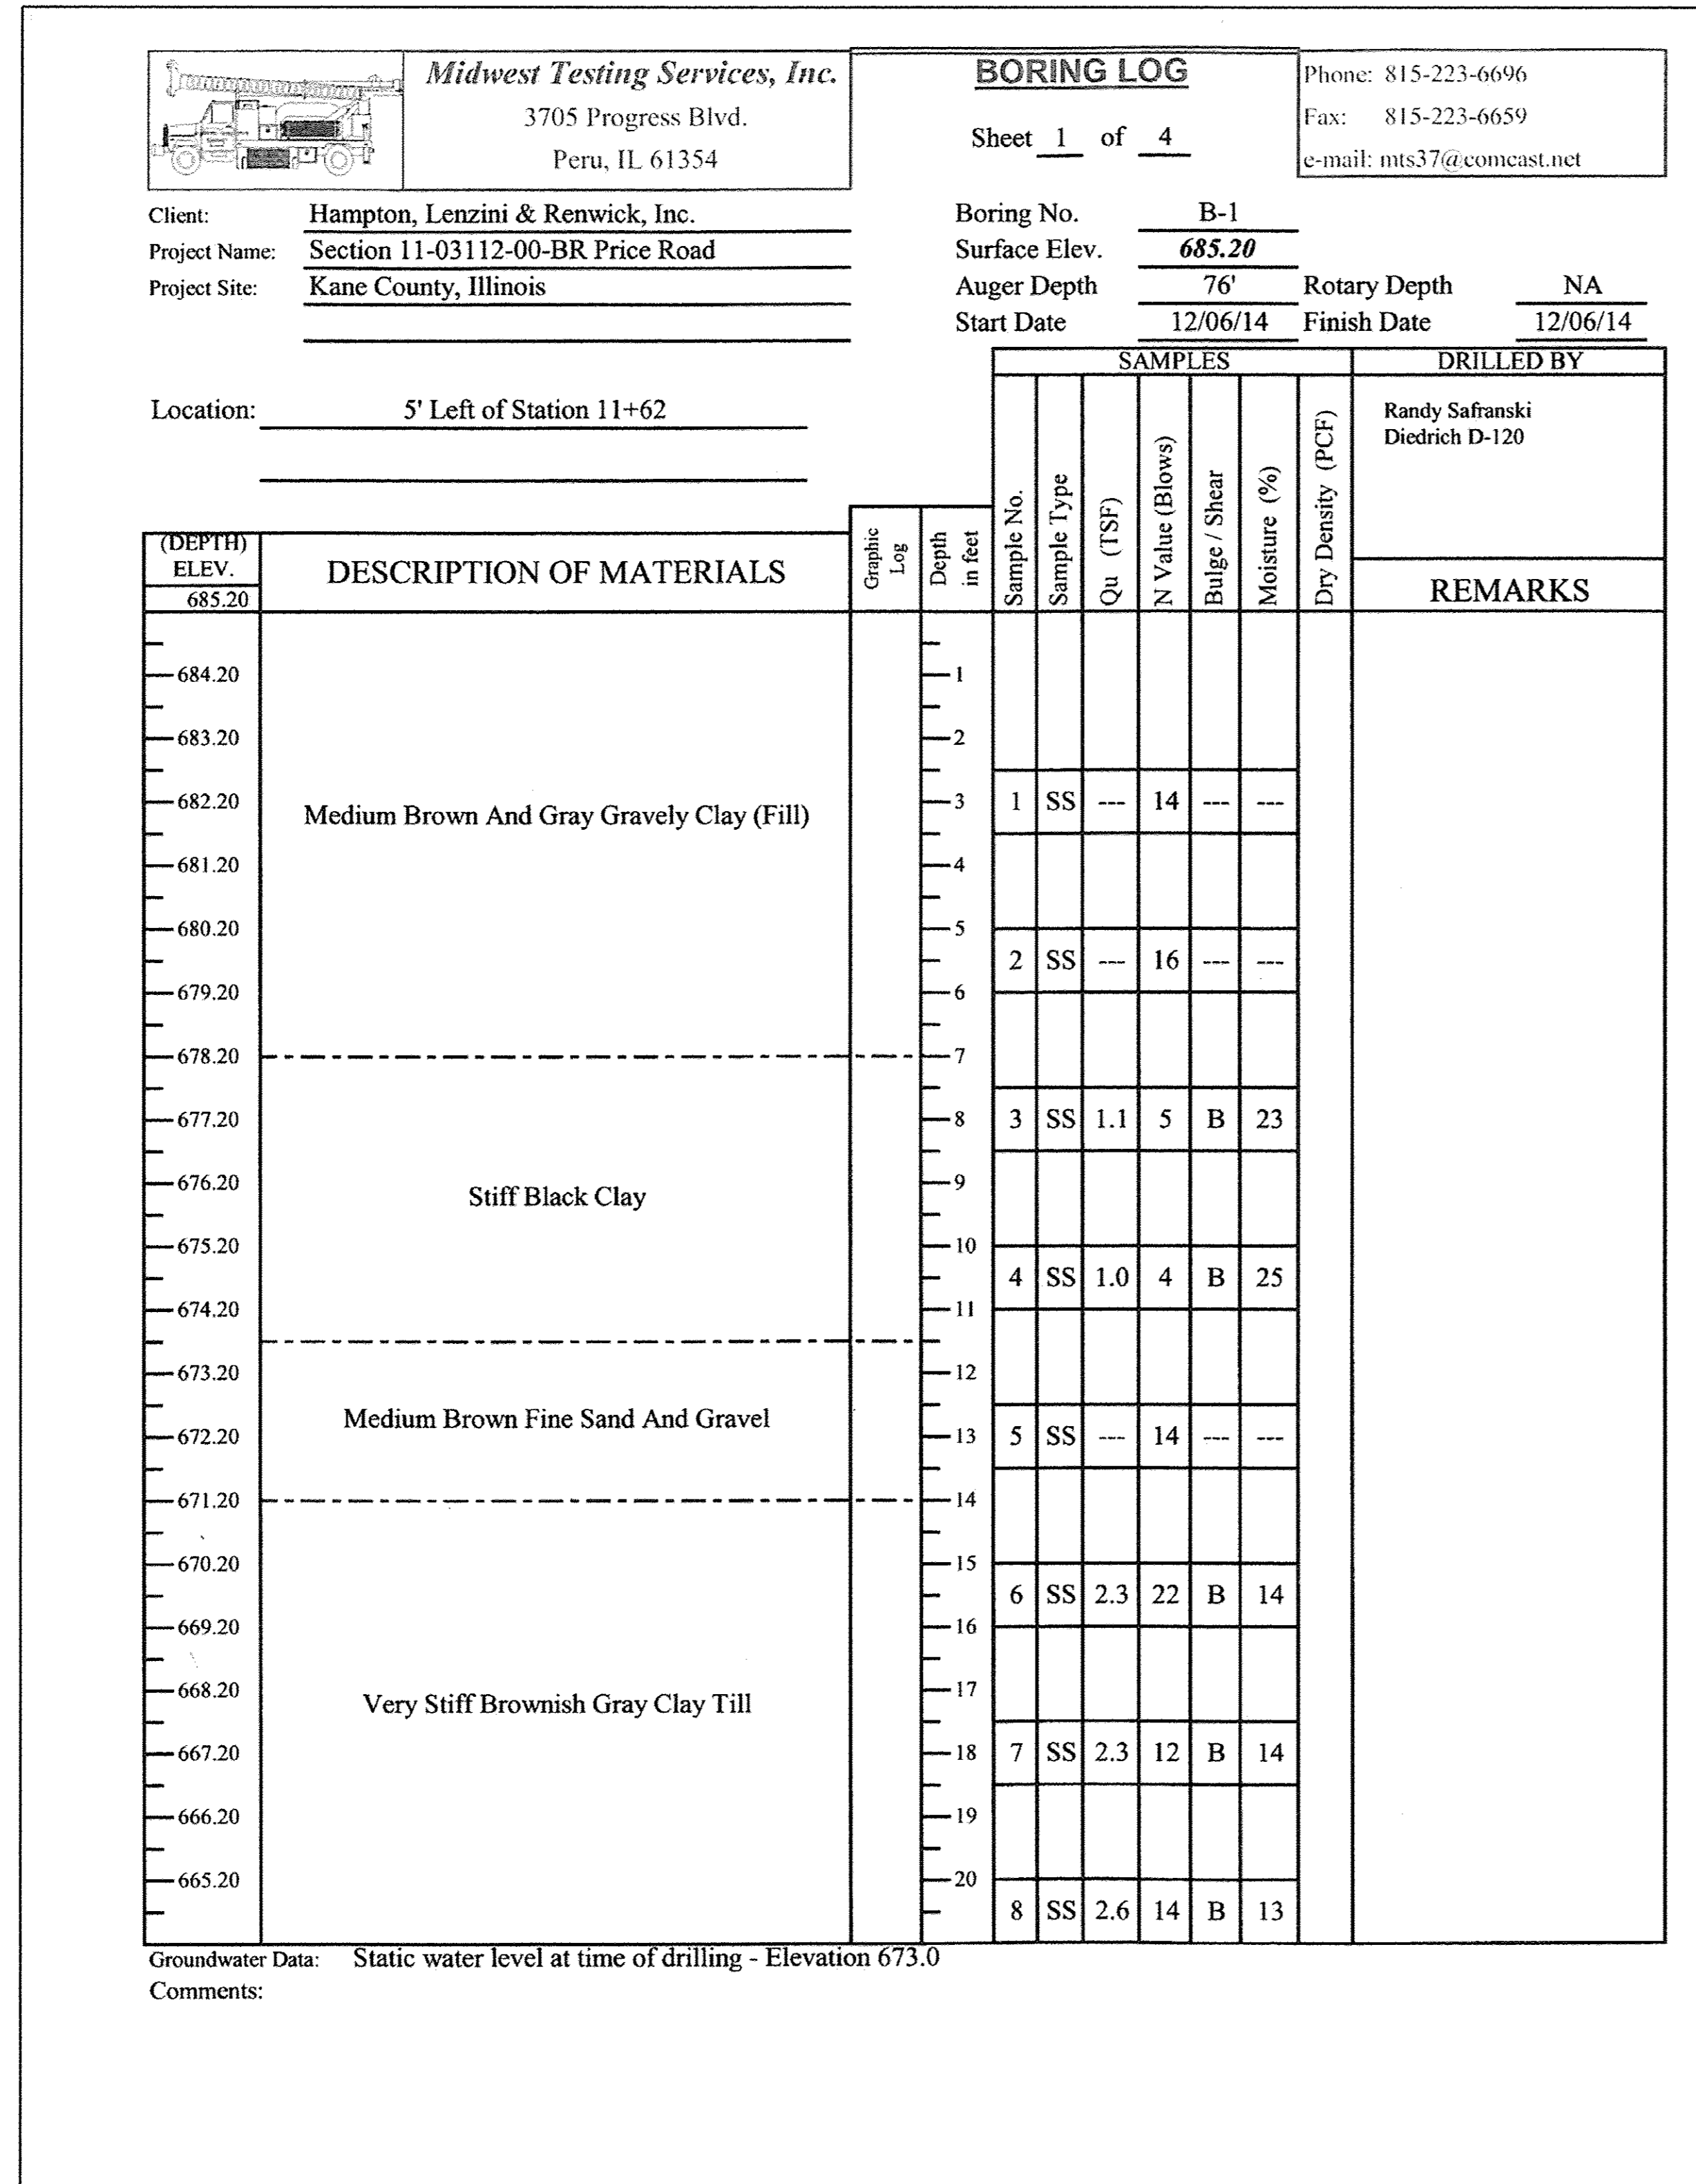 Midwest Testing Services, Inc.
3705 Progress Blvd.
Peru, IL 61354
BORING LOG
Sheet 1 of 4
Phone: 815-223-6696
Fax: 815-223-6659
e-mail: mts37@comcast.net
Client: Hampton, Lenzini & Renwick, Inc.
Project Name: Section 11-03112-00-BR Price Road
Project Site: Kane County, Illinois
Boring No. B-1
Surface Elev. 685.20
Auger Depth 76' Rotary Depth NA
Start Date 12/06/14 Finish Date 12/06/14
Location: 5' Left of Station 11+62
SAMPLES
DRILLED BY
Randy Safranski
Diedrich D-120
(DEPTH)
ELEV.
685.20
DESCRIPTION OF MATERIALS
Graphic
Log
Depth
in feet
Sample No.
Sample Type
Qu (TSF)
N Value (Blows)
Bulge / Shear
Moisture (%)
Dry Density (PCF)
REMARKS
684.20 1
683.20 2
682.20 3 1 SS --- 14 --- ---
Medium Brown And Gray Gravely Clay (Fill)
681.20 4
680.20 5
2 SS --- 16 --- ---
679.20 6
678.20 7
677.20 8 3 SS 1.1 5 B 23
676.20 9
Stiff Black Clay
675.20 10
4 SS 1.0 4 B 25
674.20 11
673.20 12
Medium Brown Fine Sand And Gravel
672.20 13 5 SS --- 14 --- ---
671.20 14
670.20 15
6 SS 2.3 22 B 14
669.20 16
668.20 17
Very Stiff Brownish Gray Clay Till
667.20 18 7 SS 2.3 12 B 14
666.20 19
665.20 20
8 SS 2.6 14 B 13
Groundwater Data: Static water level at time of drilling - Elevation 673.0
Comments: